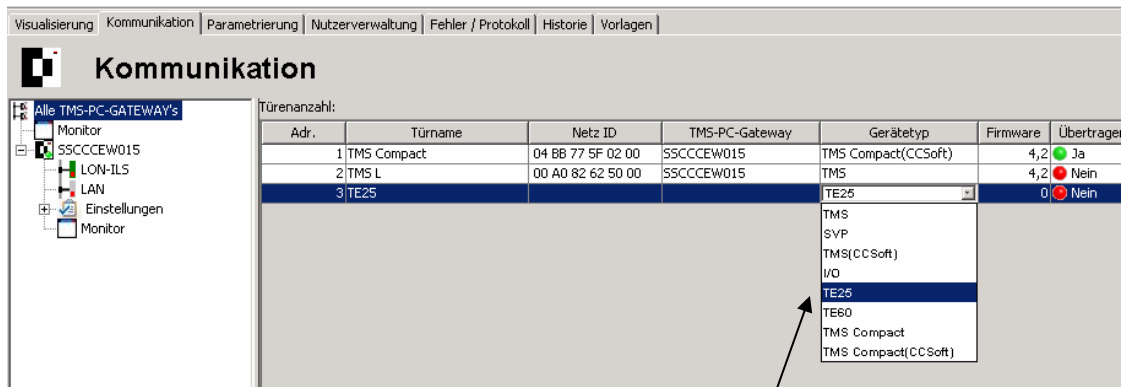 Visualisierung Kommunikation Parametrierung Nutzerverwaltung Fehler / Protokoll Historie Vorlagen
Kommunikation
Alle TMS-PC-GATEWAY's
Monitor
SSCCCEW015
LON-ILS
LAN
Einstellungen
Monitor
Türenanzahl:
Adr. Türname Netz ID TMS-PC-Gateway Gerätetyp Firmware Übertragen
1 TMS Compact 04 BB 77 5F 02 00 SSCCCEW015 TMS Compact(CCSoft) 4,2 Ja
2 TMS L 00 A0 82 62 50 00 SSCCCEW015 TMS 4,2 Nein
3 TE25 TE25 0 Nein
TMS
SVP
TMS(CCSoft)
I/O
TE25
TE60
TMS Compact
TMS Compact(CCSoft)